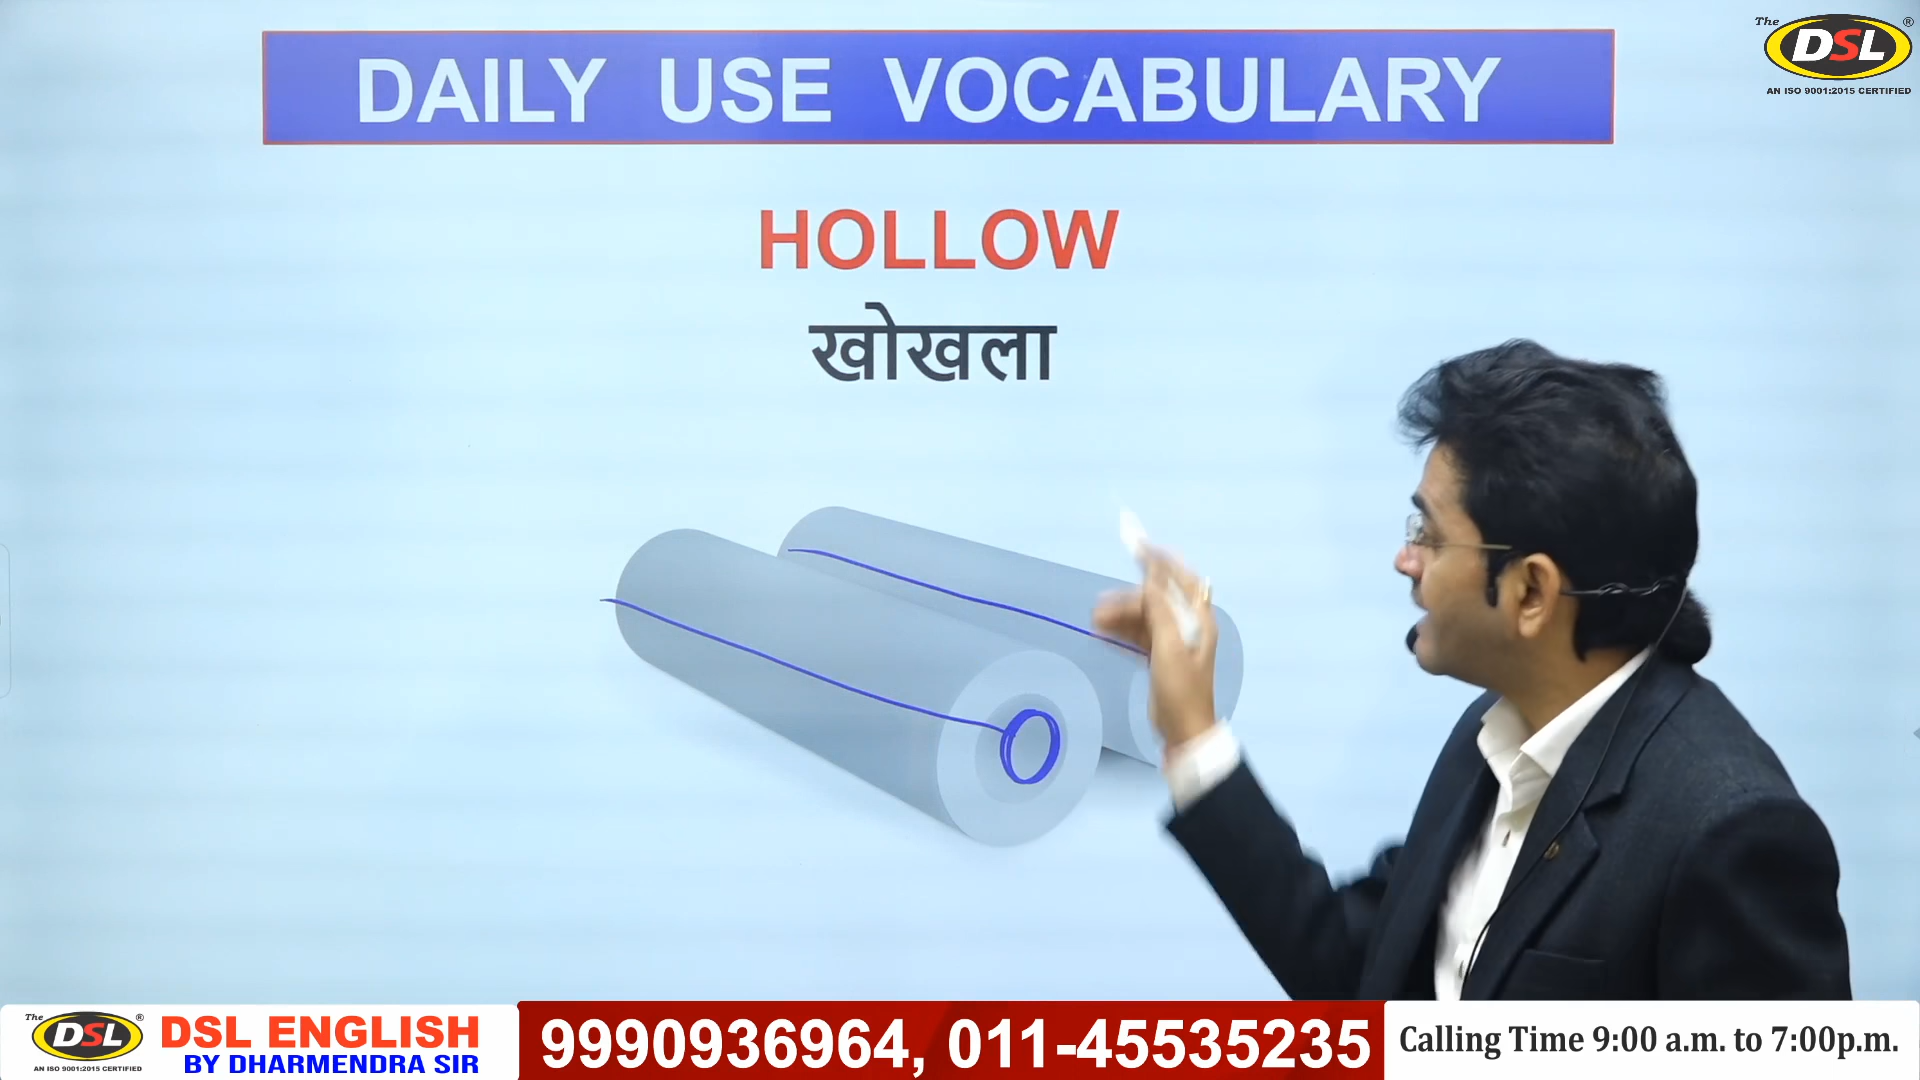 DAILY USE VOCABULARY
The
DSL
®
AN ISO 9001:2015 CERTIFIED
HOLLOW
खोखला
The
DSL
®
AN ISO 9001:2015 CERTIFIED
DSL ENGLISH
BY DHARMENDRA SIR
9990936964, 011-45535235
Calling Time 9:00 a.m. to 7:00p.m.